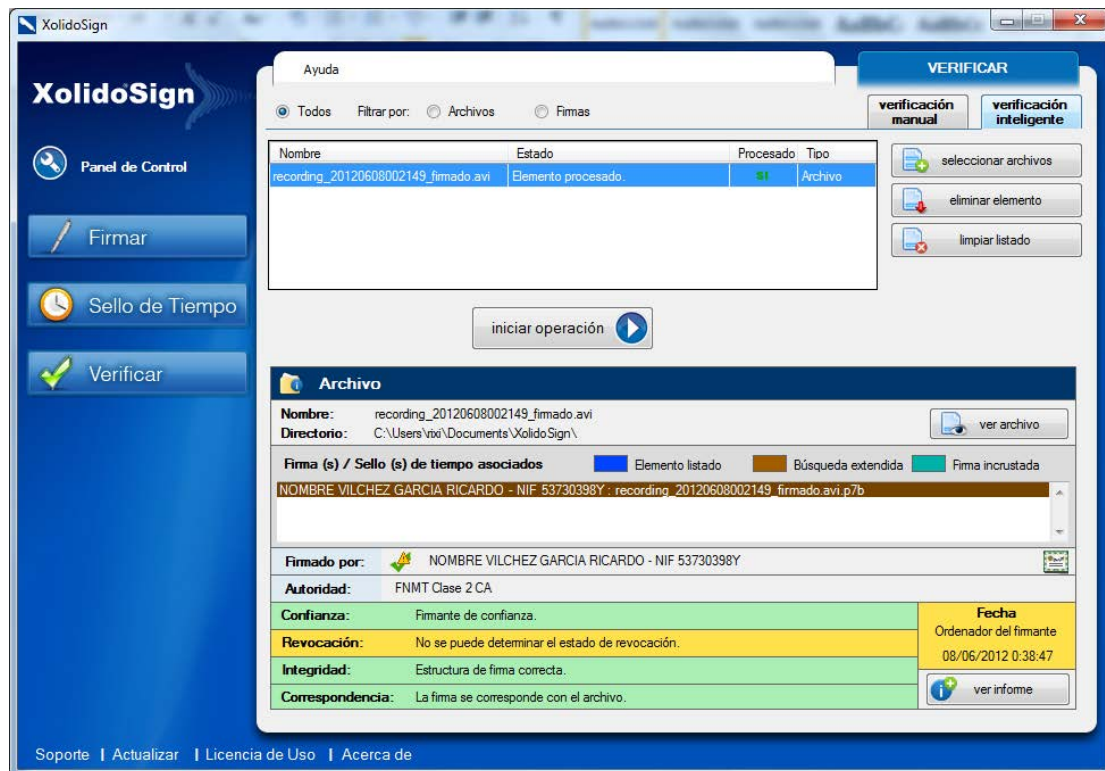 XolidoSign
XolidoSign
Panel de Control
Firmar
Sello de Tiempo
Verificar
Ayuda
VERIFICAR
Todos Filtrar por: Archivos Firmas
verificación manual
verificación inteligente
Nombre Estado Procesado Tipo
recording_20120608002149_firmado.avi Elemento procesado. SI Archivo
seleccionar archivos
eliminar elemento
limpiar listado
iniciar operación
Archivo
Nombre: recording_20120608002149_firmado.avi
Directorio: C:\Users\rixi\Documents\XolidoSign\
ver archivo
Firma (s) / Sello (s) de tiempo asociados Elemento listado Búsqueda extendida Firma incrustada
NOMBRE VILCHEZ GARCIA RICARDO - NIF 53730398Y : recording_20120608002149_firmado.avi.p7b
Firmado por: NOMBRE VILCHEZ GARCIA RICARDO - NIF 53730398Y
Autoridad: FNMT Clase 2 CA
Confianza: Firmante de confianza.
Revocación: No se puede determinar el estado de revocación.
Integridad: Estructura de firma correcta.
Correspondencia: La firma se corresponde con el archivo.
Fecha
Ordenador del firmante
08/06/2012 0:38:47
ver informe
Soporte | Actualizar | Licencia de Uso | Acerca de